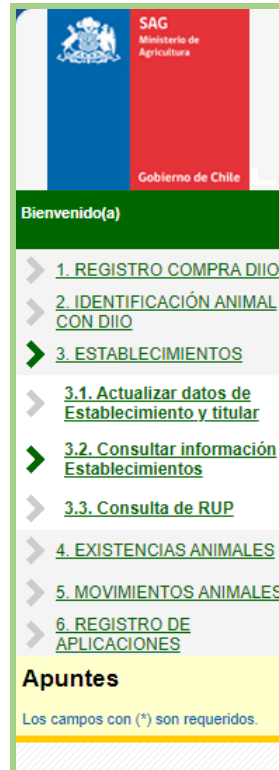 SAG
Ministerio de
Agricultura
Gobierno de Chile
Bienvenido(a)
1. REGISTRO COMPRA DIIO
2. IDENTIFICACIÓN ANIMAL
CON DIIO
3. ESTABLECIMIENTOS
3.1. Actualizar datos de
Establecimiento y titular
3.2. Consultar información
Establecimientos
3.3. Consulta de RUP
4. EXISTENCIAS ANIMALES
5. MOVIMIENTOS ANIMALES
6. REGISTRO DE
APLICACIONES
Apuntes
Los campos con (*) son requeridos.